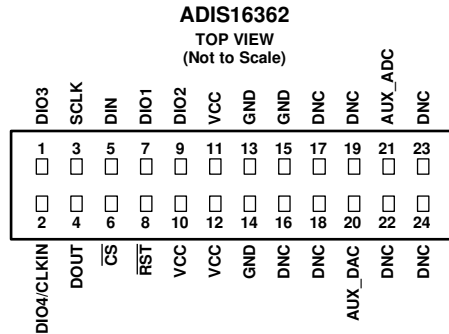 ADIS16362
TOP VIEW
(Not to Scale)
DIO3 SCLK DIN DIO1 DIO2 VCC GND GND DNC DNC AUX_ADC DNC
1 3 5 7 9 11 13 15 17 19 21 23
2 4 6 8 10 12 14 16 18 20 22 24
DIO4/CLKIN DOUT C̅S̅ R̅S̅T̅ VCC VCC GND DNC DNC AUX_DAC DNC DNC